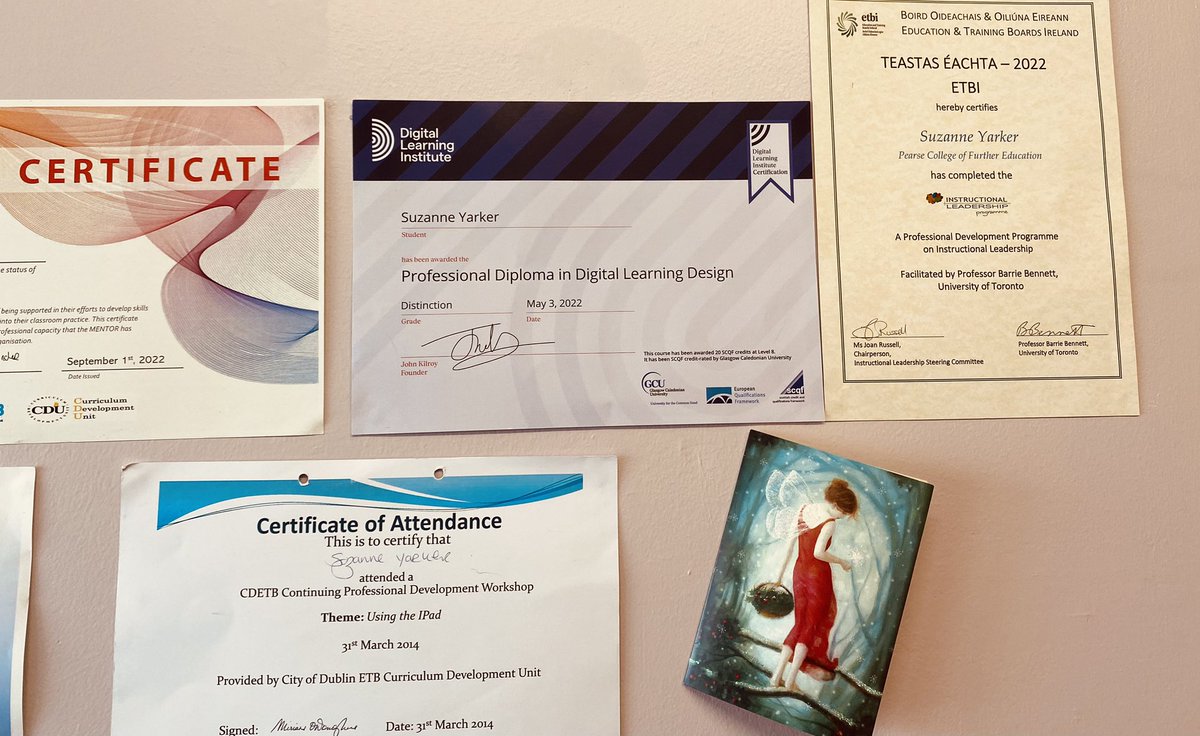 CERTIFICATE
e status of
being supported in their efforts to develop skills
into their classroom practice. This certificate
rofessional capacity that the MENTOR has
ganisation.
September 1st, 2022
Date Issued
CDU
Curriculum
Development
Unit
Digital
Learning
Institute
Digital
Learning
Institute
Certification
Suzanne Yarker
Student
has been awarded the
Professional Diploma in Digital Learning Design
Distinction
May 3, 2022
Grade
Date
John Kilroy
Founder
This course has been awarded 20 SCQF credits at Level 8.
It has been SCQF credit-rated by Glasgow Caledonian University
GCU
Glasgow Caledonian
University
University for the Common Good
European
Qualifications
Framework
scqf
etbi
BOIRD OIDEACHAIS & OILIÚNA EIREANN
EDUCATION & TRAINING BOARDS IRELAND
TEASTAS ÉACHTA – 2022
ETBI
hereby certifies
Suzanne Yarker
Pearse College of Further Education
has completed the
INSTRUCTIONAL
LEADERSHIP
programme
A Professional Development Programme
on Instructional Leadership
Facilitated by Professor Barrie Bennett,
University of Toronto
Ms Joan Russell,
Chairperson,
Instructional Leadership Steering Committee
Professor Barrie Bennett,
University of Toronto
Certificate of Attendance
This is to certify that
Suzanne Yarker
attended a
CDETB Continuing Professional Development Workshop
Theme: Using the IPad
31st March 2014
Provided by City of Dublin ETB Curriculum Development Unit
Signed:
Date: 31st March 2014